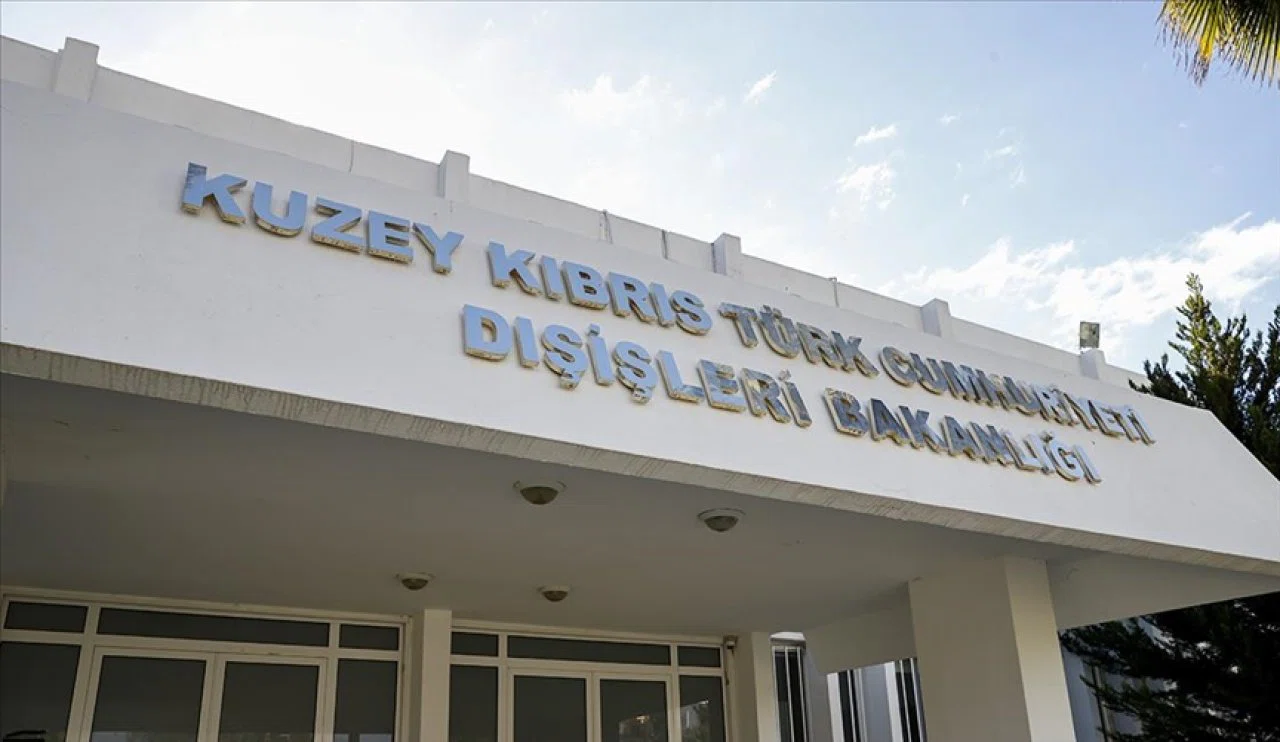 KUZEY KIBRIS TÜRK CUMHURİYETİ
DIŞİŞLERİ BAKANLIĞI